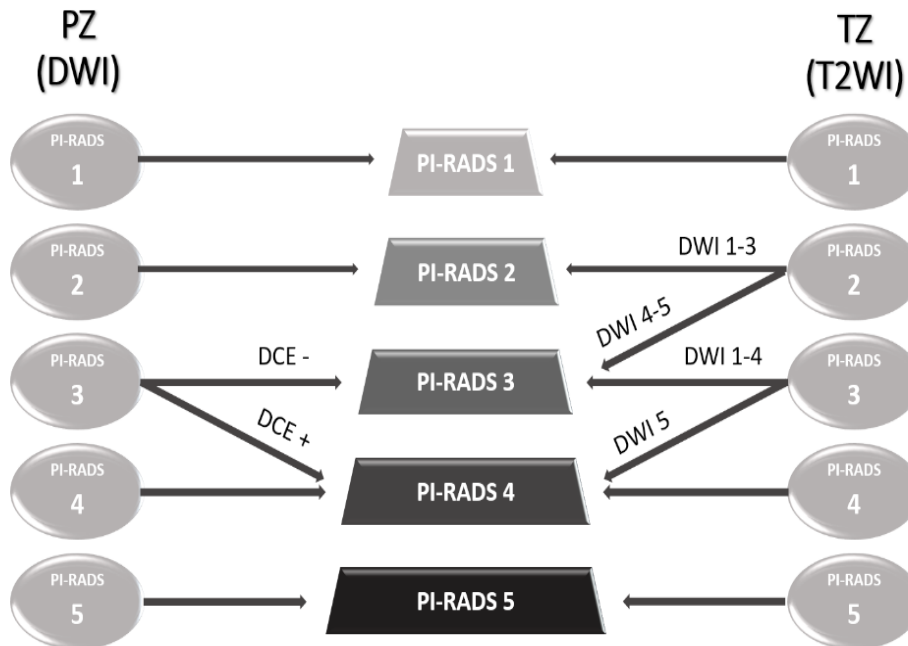 PZ
(DWI)
TZ
(T2WI)
PI-RADS
1
PI-RADS 1
PI-RADS
1
PI-RADS
2
PI-RADS 2
DWI 1-3
PI-RADS
2
DWI 4-5
PI-RADS
3
DCE -
PI-RADS 3
DWI 1-4
PI-RADS
3
DCE +
DWI 5
PI-RADS
4
PI-RADS 4
PI-RADS
4
PI-RADS
5
PI-RADS 5
PI-RADS
5